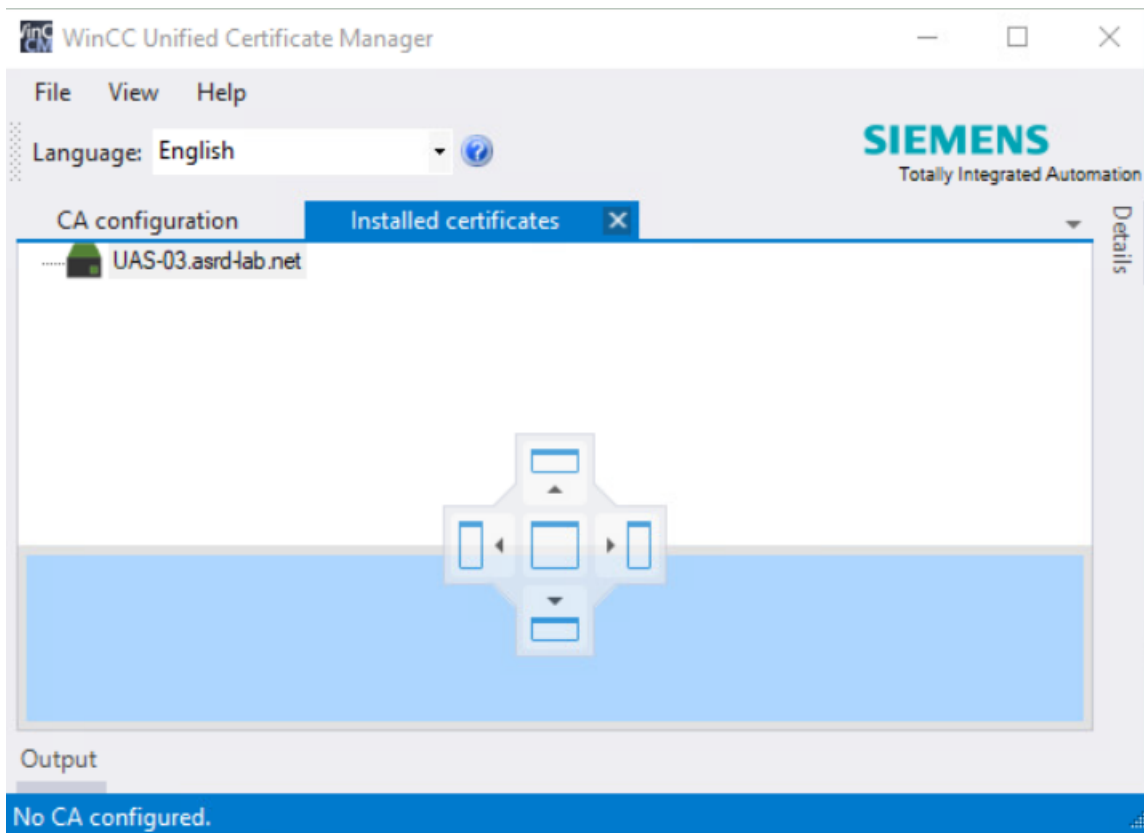 WinCC Unified Certificate Manager
File View Help
Language: English
SIEMENS
Totally Integrated Automation
CA configuration Installed certificates
Details
UAS-03.asrd-lab.net
Output
No CA configured.